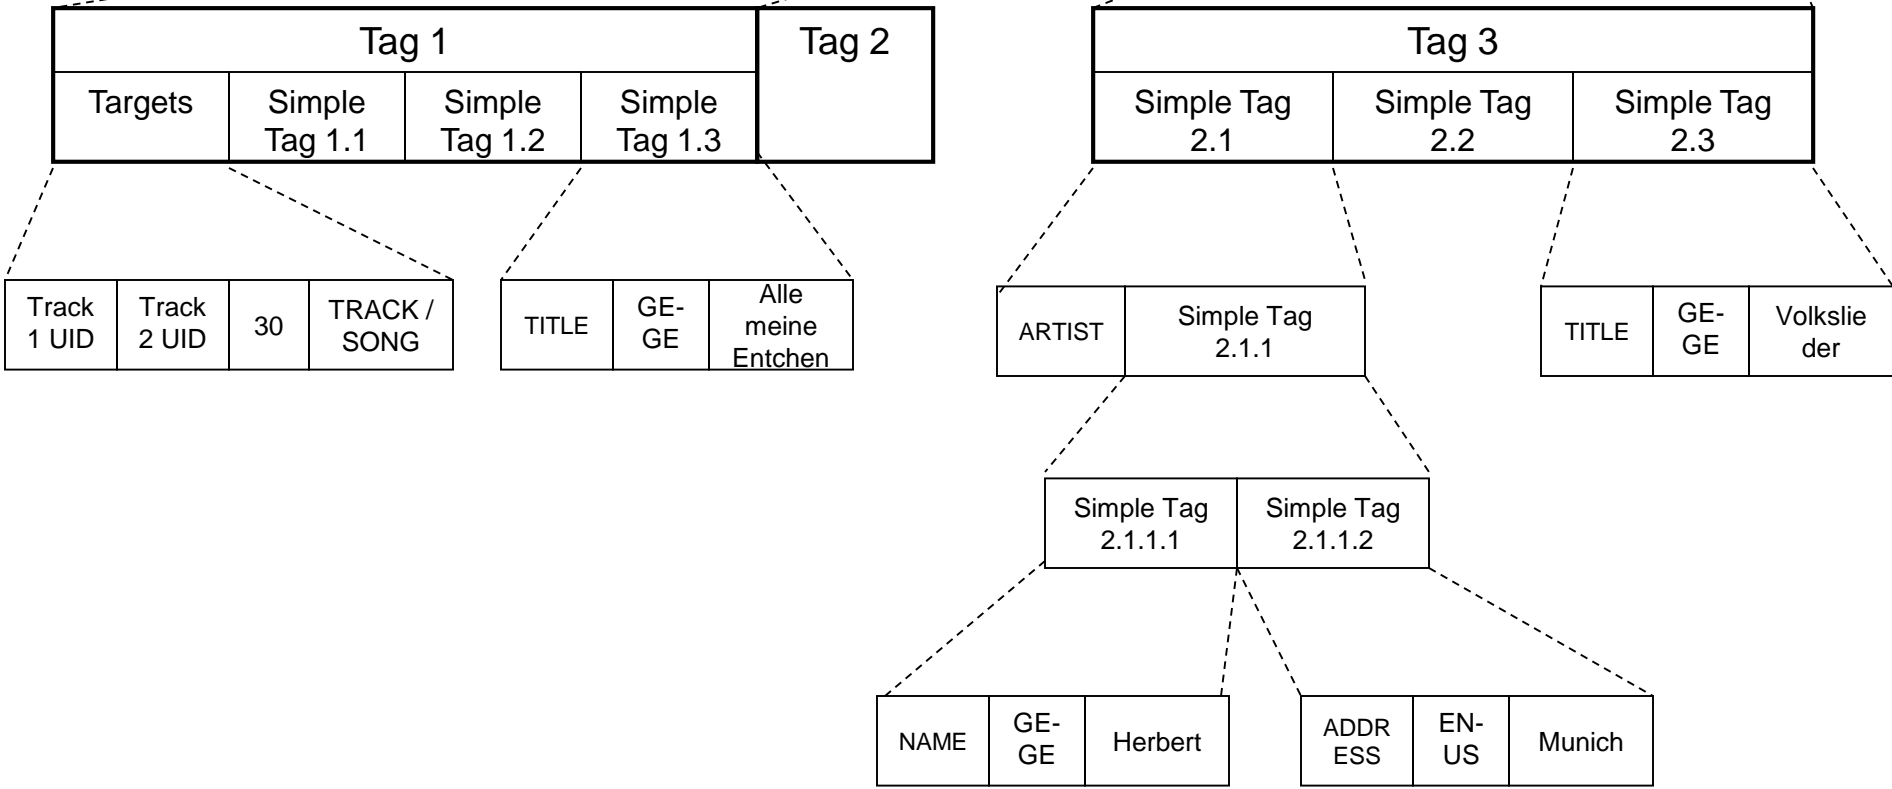 Tag 1
Tag 2
Tag 3
Targets
Simple
Tag 1.1
Simple
Tag 1.2
Simple
Tag 1.3
Simple Tag
2.1
Simple Tag
2.2
Simple Tag
2.3
Track
1 UID
Track
2 UID
30
TRACK /
SONG
TITLE
GE-
GE
Alle
meine
Entchen
ARTIST
Simple Tag
2.1.1
TITLE
GE-
GE
Volkslie
der
Simple Tag
2.1.1.1
Simple Tag
2.1.1.2
NAME
GE-
GE
Herbert
ADDR
ESS
EN-
US
Munich